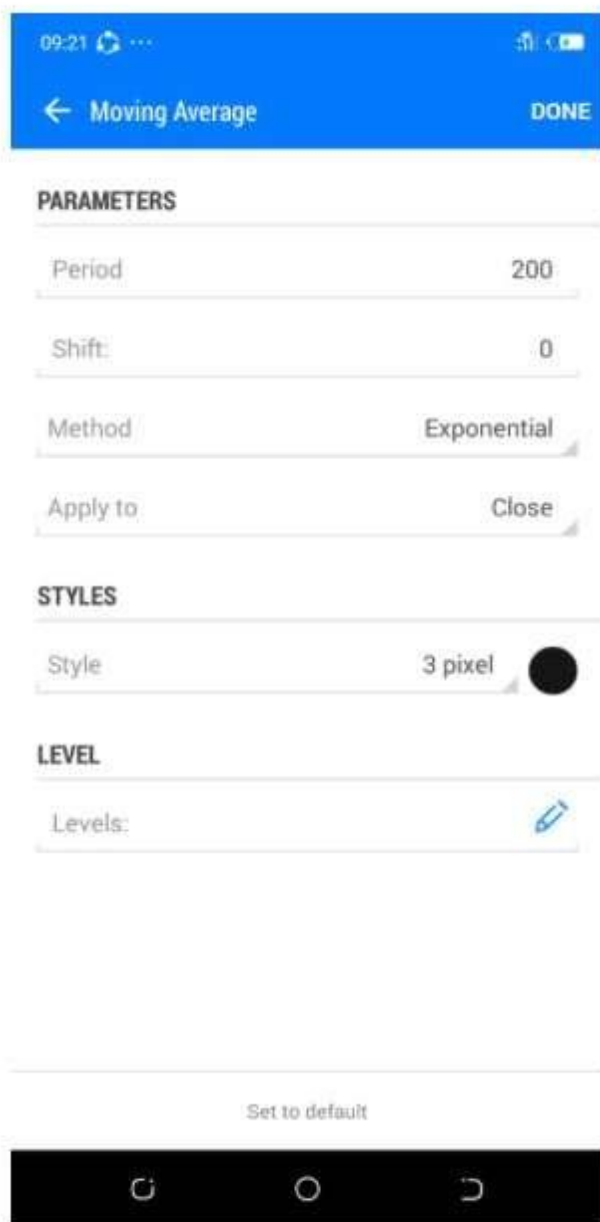 09:21 ...
Moving Average DONE
PARAMETERS
Period 200
Shift: 0
Method Exponential
Apply to Close
STYLES
Style 3 pixel
LEVEL
Levels:
Set to default